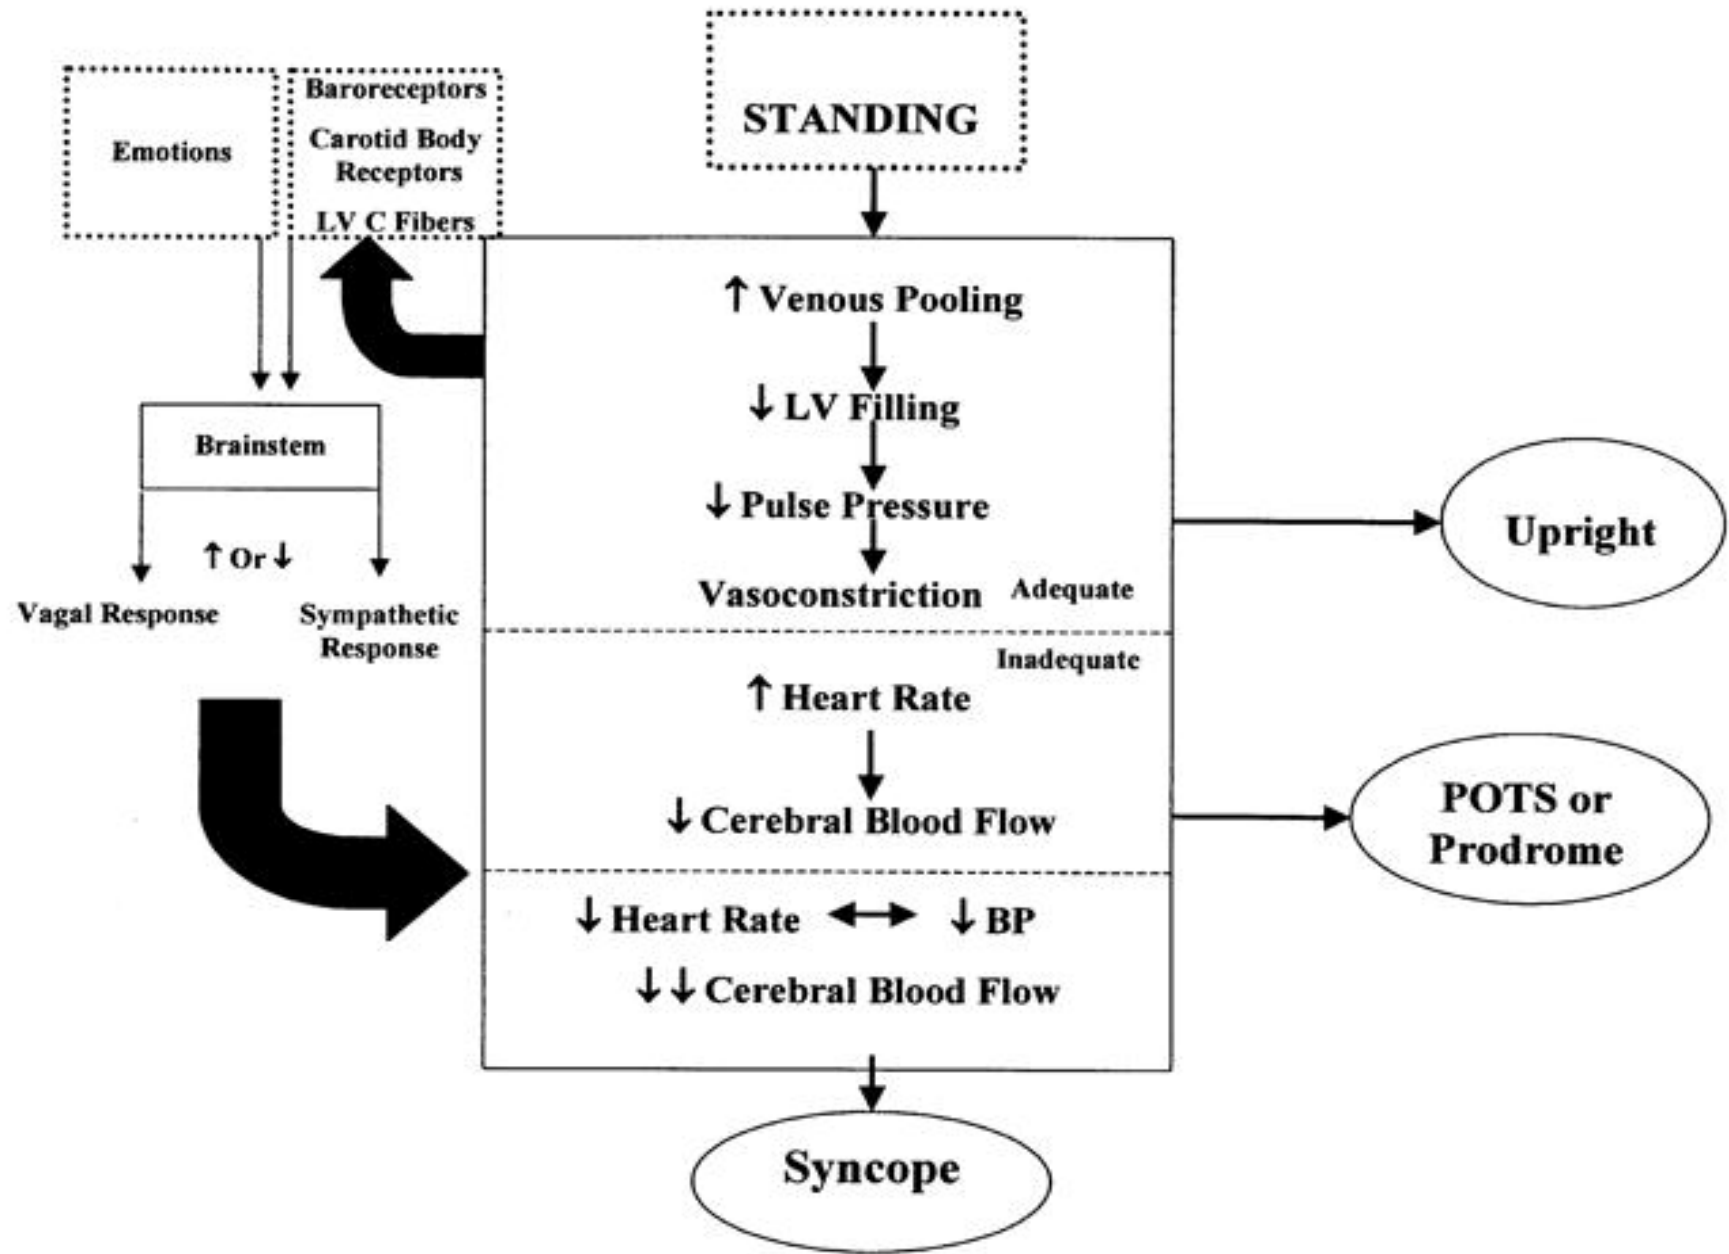 STANDING
Emotions
Baroreceptors
Carotid Body
Receptors
LV C Fibers
Brainstem
↑ Or ↓
Vagal Response
Sympathetic
Response
↑ Venous Pooling
↓ LV Filling
↓ Pulse Pressure
Vasoconstriction Adequate
Inadequate
↑ Heart Rate
↓ Cerebral Blood Flow
↓ Heart Rate ↔ ↓ BP
↓↓ Cerebral Blood Flow
Upright
POTS or
Prodrome
Syncope